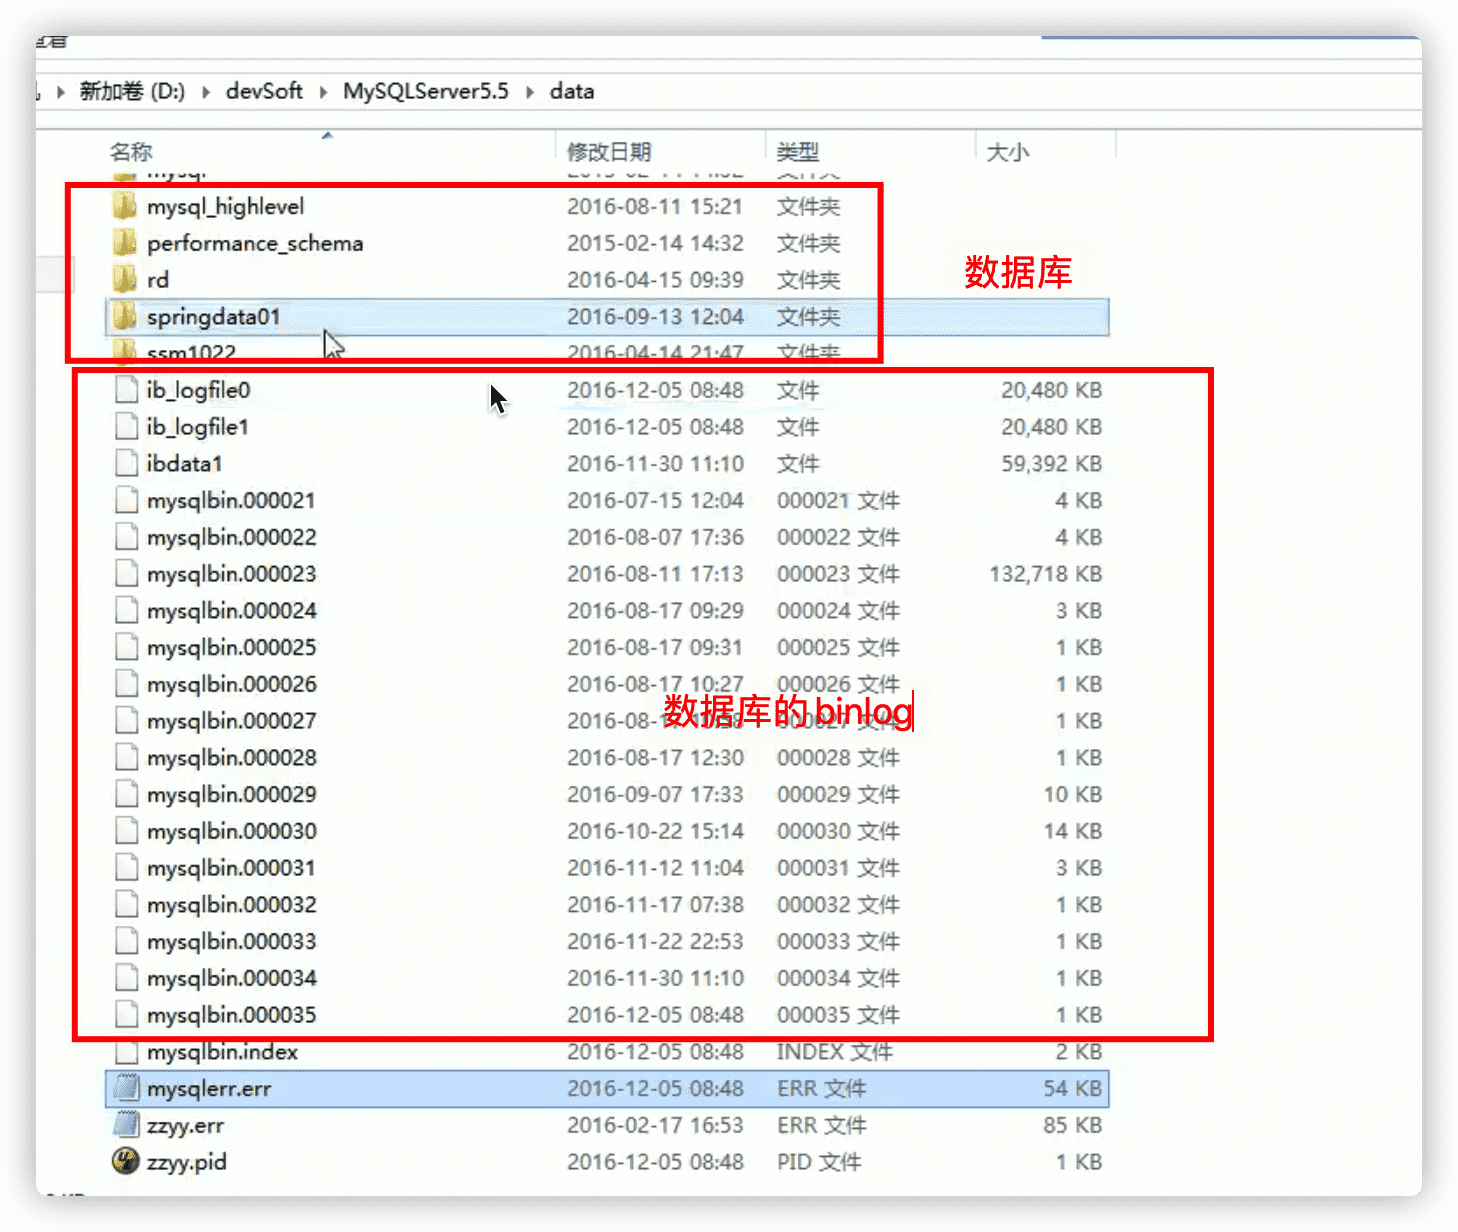 查看
新加卷 (D:) devSoft MySQLServer5.5 data
名称 修改日期 类型 大小
mysql 文件夹
mysql_highlevel 2016-08-11 15:21 文件夹
performance_schema 2015-02-14 14:32 文件夹
数据库
rd 2016-04-15 09:39 文件夹
springdata01 2016-09-13 12:04 文件夹
ssm1022 2016-04-14 21:47 文件夹
ib_logfile0 2016-12-05 08:48 文件 20,480 KB
ib_logfile1 2016-12-05 08:48 文件 20,480 KB
ibdata1 2016-11-30 11:10 文件 59,392 KB
mysqlbin.000021 2016-07-15 12:04 000021 文件 4 KB
mysqlbin.000022 2016-08-07 17:36 000022 文件 4 KB
mysqlbin.000023 2016-08-11 17:13 000023 文件 132,718 KB
mysqlbin.000024 2016-08-17 09:29 000024 文件 3 KB
mysqlbin.000025 2016-08-17 09:31 000025 文件 1 KB
mysqlbin.000026 2016-08-17 10:27 000026 文件 1 KB
数据库的 binlog
mysqlbin.000027 000027 文件 1 KB
mysqlbin.000028 2016-08-17 12:30 000028 文件 1 KB
mysqlbin.000029 2016-09-07 17:33 000029 文件 10 KB
mysqlbin.000030 2016-10-22 15:14 000030 文件 14 KB
mysqlbin.000031 2016-11-12 11:04 000031 文件 3 KB
mysqlbin.000032 2016-11-17 07:38 000032 文件 1 KB
mysqlbin.000033 2016-11-22 22:53 000033 文件 1 KB
mysqlbin.000034 2016-11-30 11:10 000034 文件 1 KB
mysqlbin.000035 2016-12-05 08:48 000035 文件 1 KB
mysqlbin.index 2016-12-05 08:48 INDEX 文件 2 KB
mysqlerr.err 2016-12-05 08:48 ERR 文件 54 KB
zzyy.err 2016-02-17 16:53 ERR 文件 85 KB
zzyy.pid 2016-12-05 08:48 PID 文件 1 KB